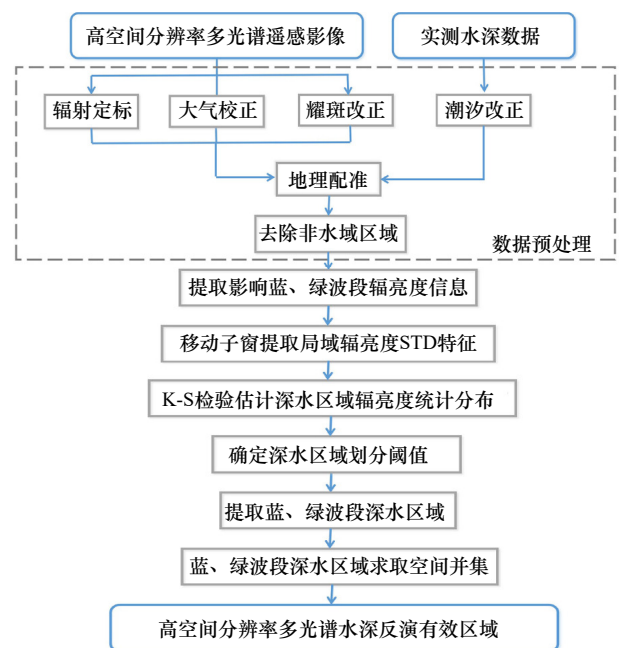 高空间分辨率多光谱遥感影像
实测水深数据
辐射定标
大气校正
耀斑改正
潮汐改正
地理配准
去除非水域区域
数据预处理
提取影响蓝、绿波段辐亮度信息
移动子窗提取局域辐亮度STD特征
K-S检验估计深水区域辐亮度统计分布
确定深水区域划分阈值
提取蓝、绿波段深水区域
蓝、绿波段深水区域求取空间并集
高空间分辨率多光谱水深反演有效区域